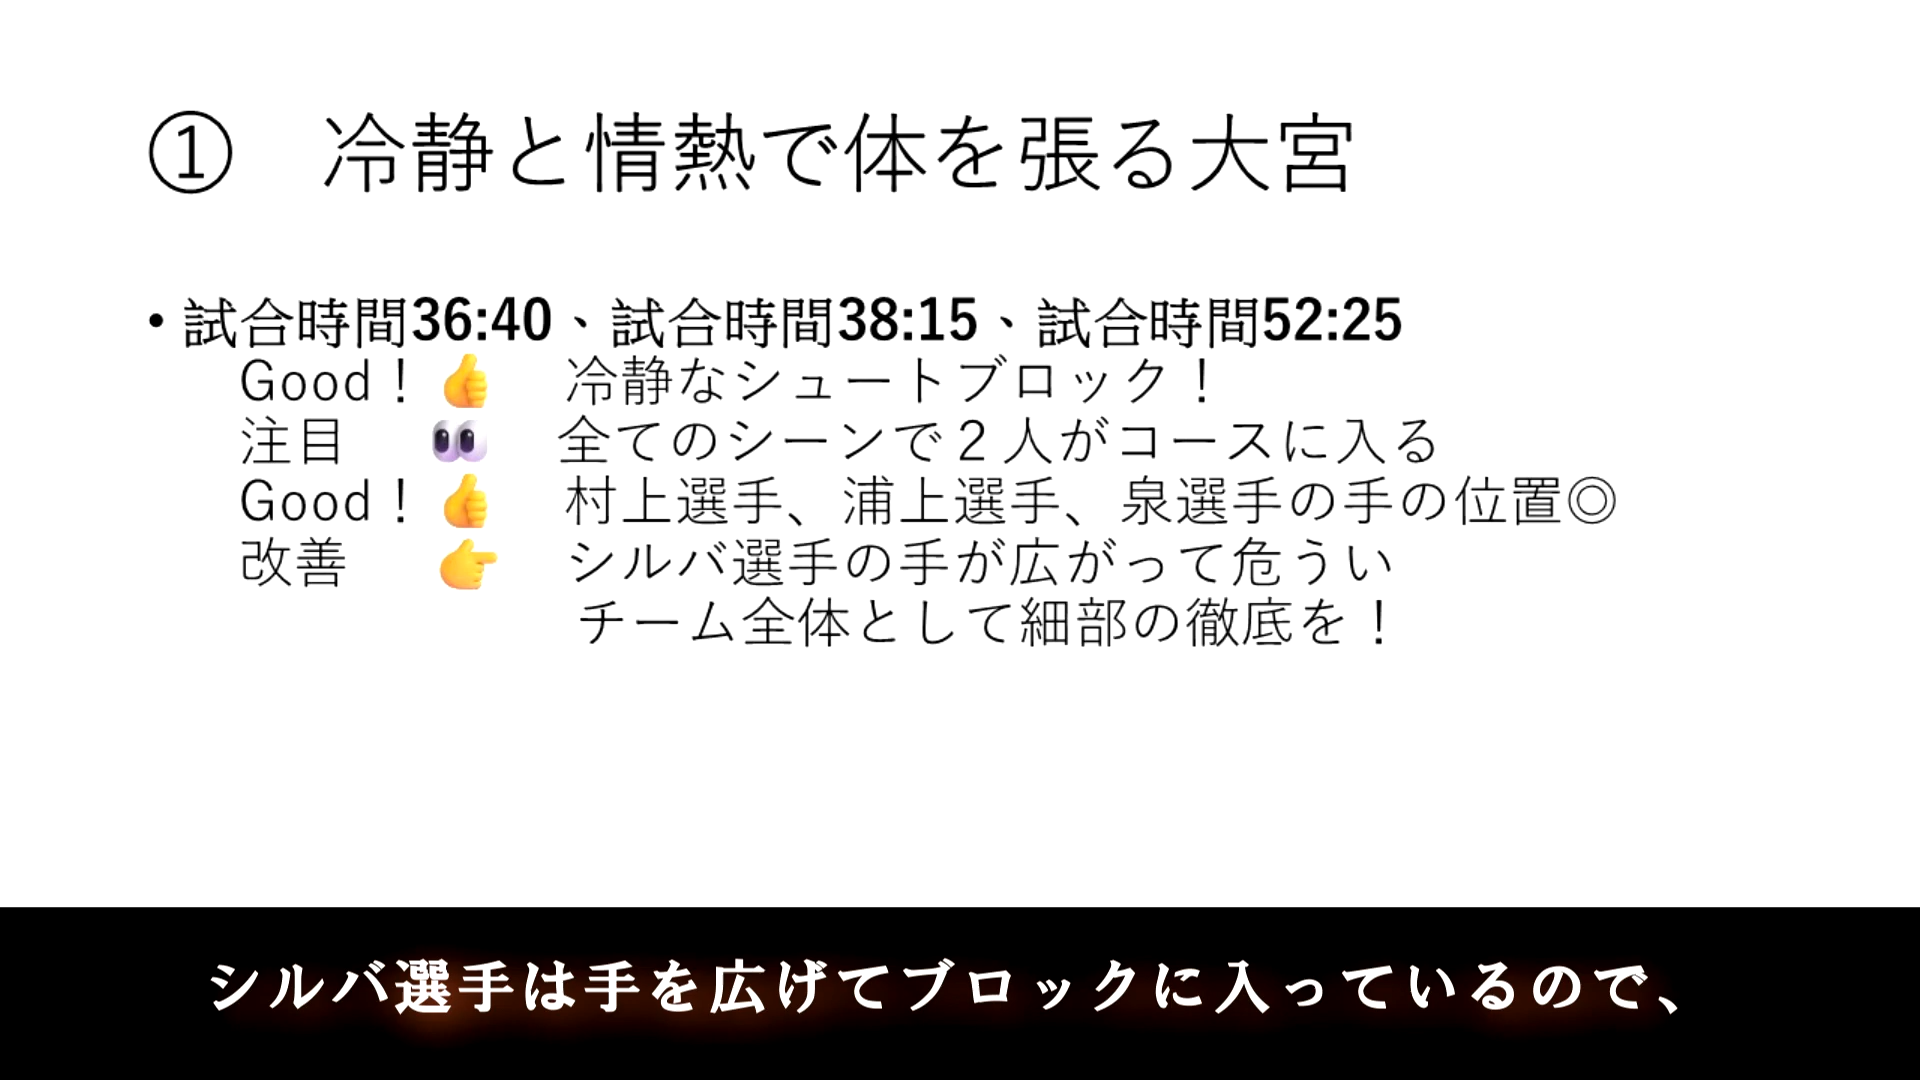 ① 冷静と情熱で体を張る大宮
• 試合時間36:40、試合時間38:15、試合時間52:25
Good！👍 冷静なシュートブロック！
注目 👀 全てのシーンで２人がコースに入る
Good！👍 村上選手、浦上選手、泉選手の手の位置◎
改善 👉 シルバ選手の手が広がって危うい
チーム全体として細部の徹底を！
シルバ選手は手を広げてブロックに入っているので、